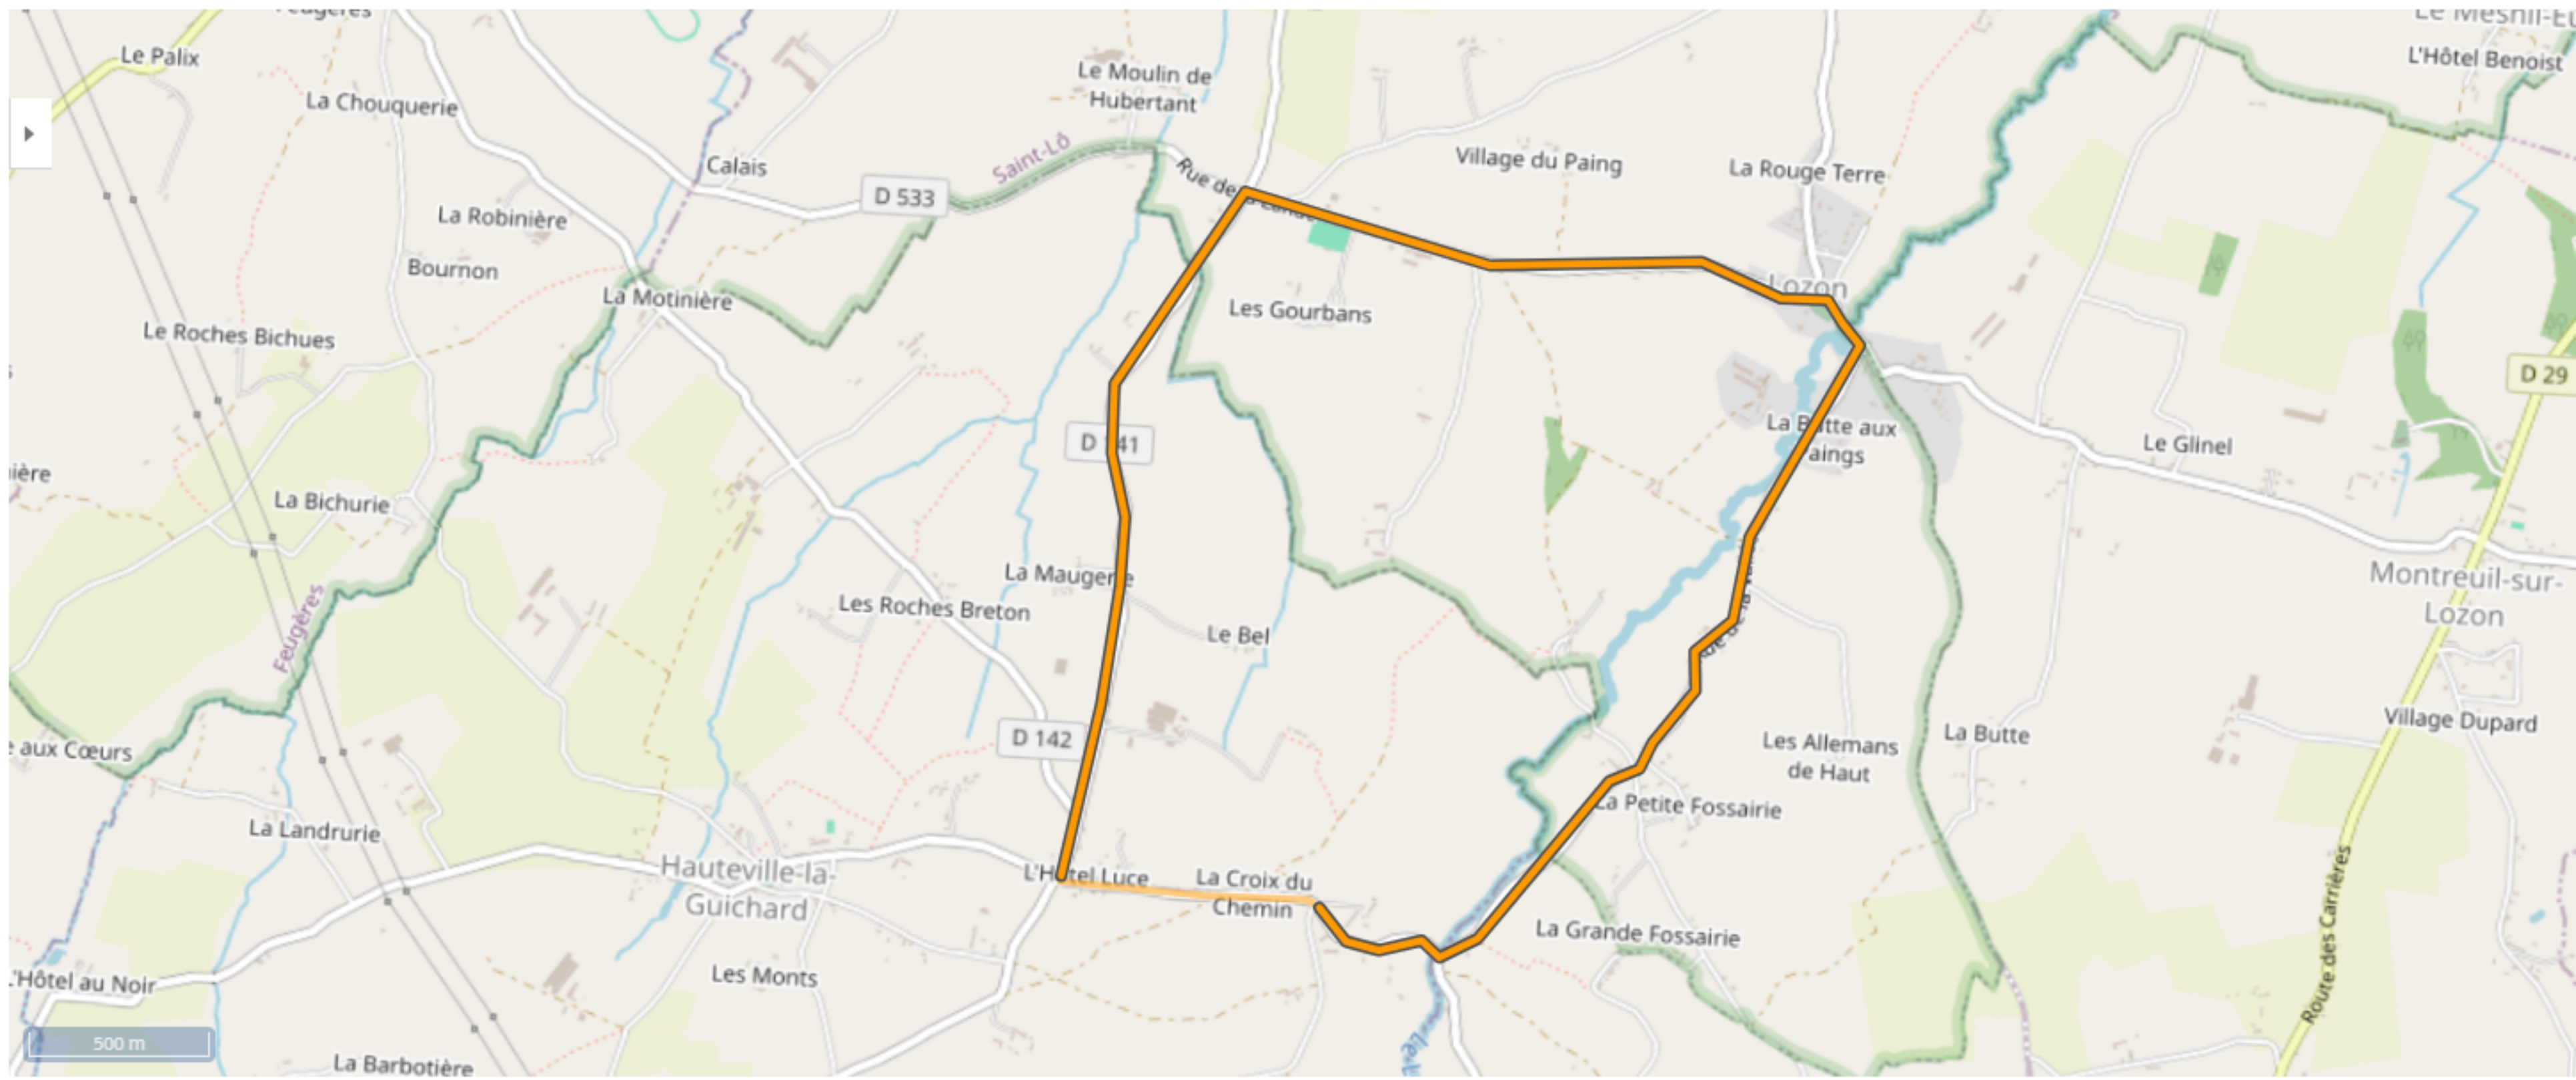 Le Palix
L'Hôtel Benoist
Le Moulin de
Hubertant
La Chouquerie
Saint-Lô
Calais
Village du Paing
La Rouge Terre
Rue de
D 533
La Robinière
Bournon
La Motinière
Lozon
Les Gourbans
Le Roches Bichues
D 29
La Butte aux
Paings
D 141
Le Glinel
La Bichurie
La Maugerie
Les Roches Breton
Le Bel
Montreuil-sur-
Lozon
Feugères
Village Dupard
La Butte
D 142
Les Allemans
de Haut
aux Cœurs
La Petite Fossairie
La Landrurie
Hauteville-la-
Guichard
L'Hôtel Luce
La Croix du
Chemin
La Grande Fossairie
Route des Carrières
Les Monts
L'Hôtel au Noir
500 m
La Barbotière